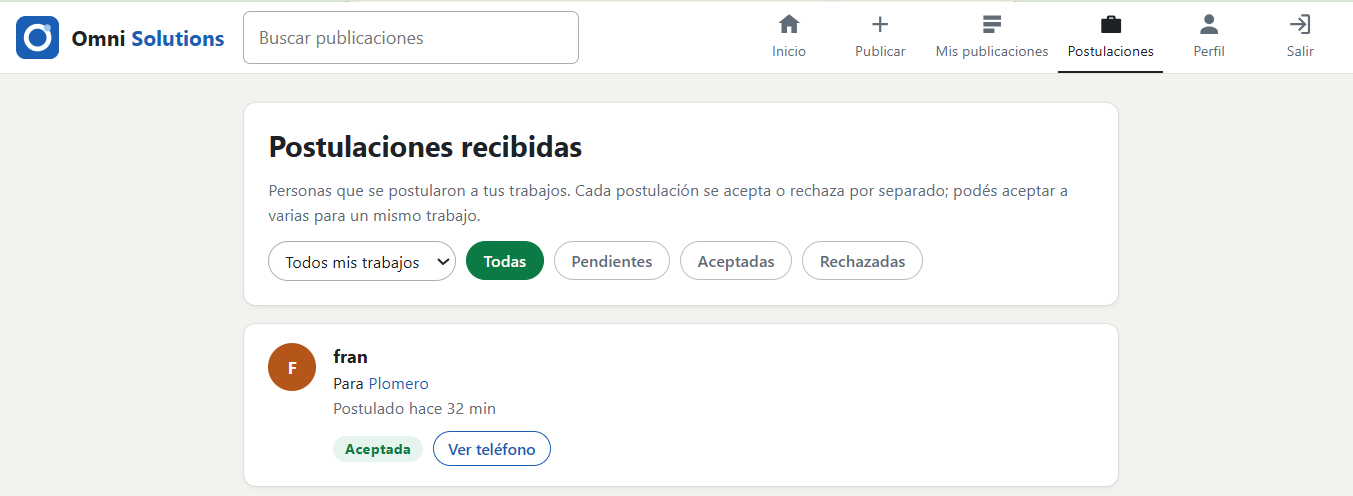 Omni Solutions
Buscar publicaciones
Inicio
Publicar
Mis publicaciones
Postulaciones
Perfil
Salir
Postulaciones recibidas
Personas que se postularon a tus trabajos. Cada postulación se acepta o rechaza por separado; podés aceptar a
varias para un mismo trabajo.
Todos mis trabajos
Todas
Pendientes
Aceptadas
Rechazadas
F
fran
Para Plomero
Postulado hace 32 min
Aceptada
Ver teléfono